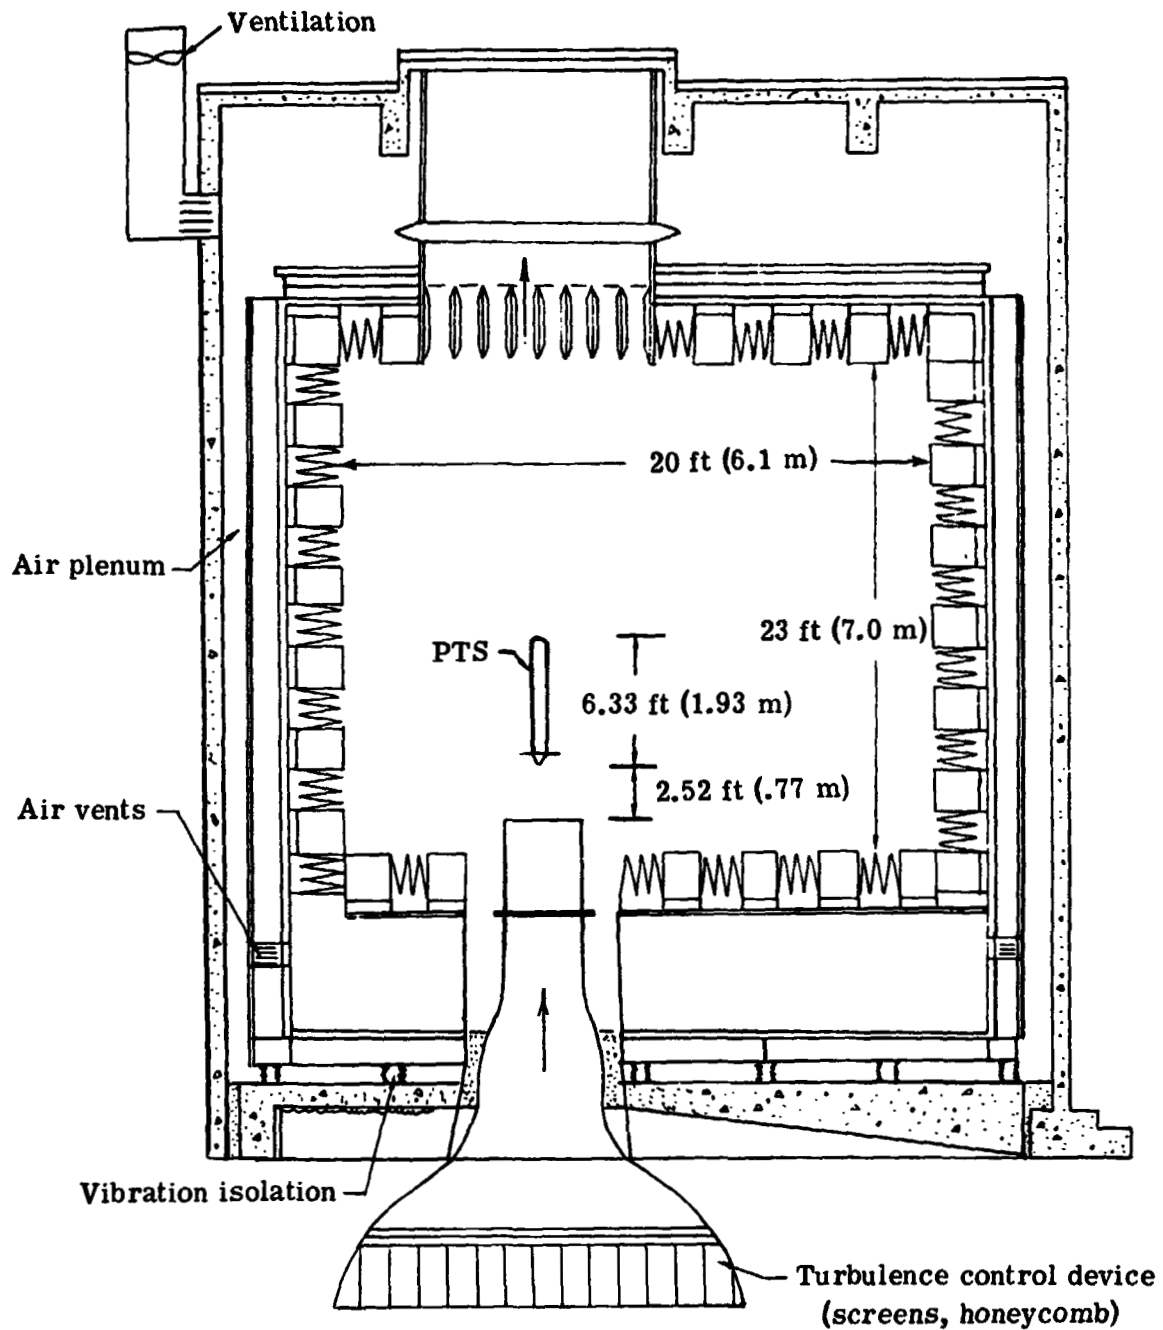 Ventilation
20 ft (6.1 m)
Air plenum
23 ft (7.0 m)
PTS
6.33 ft (1.93 m)
2.52 ft (.77 m)
Air vents
Vibration isolation
Turbulence control device
(screens, honeycomb)